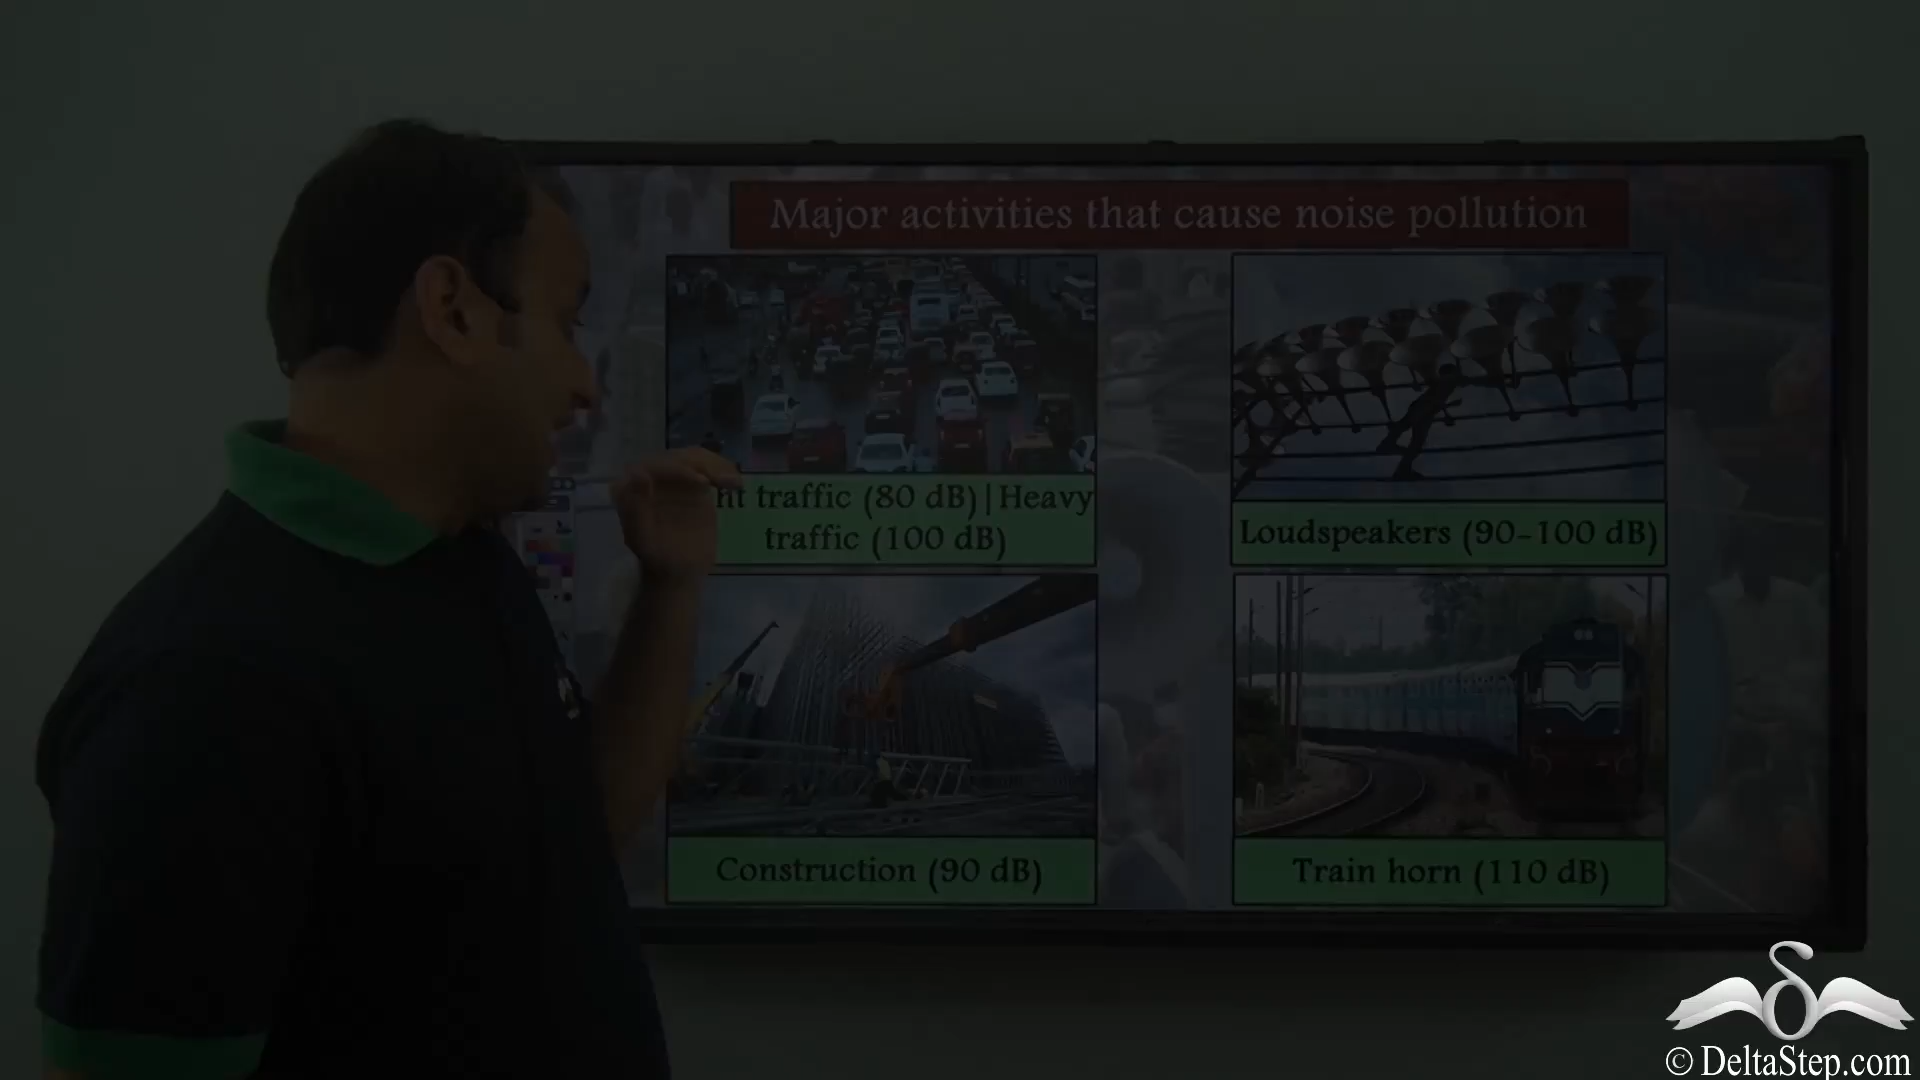 Major activities that cause noise pollution
ht traffic (80 dB)|Heavy
traffic (100 dB)
Loudspeakers (90-100 dB)
Construction (90 dB)
Train horn (110 dB)
© DeltaStep.com